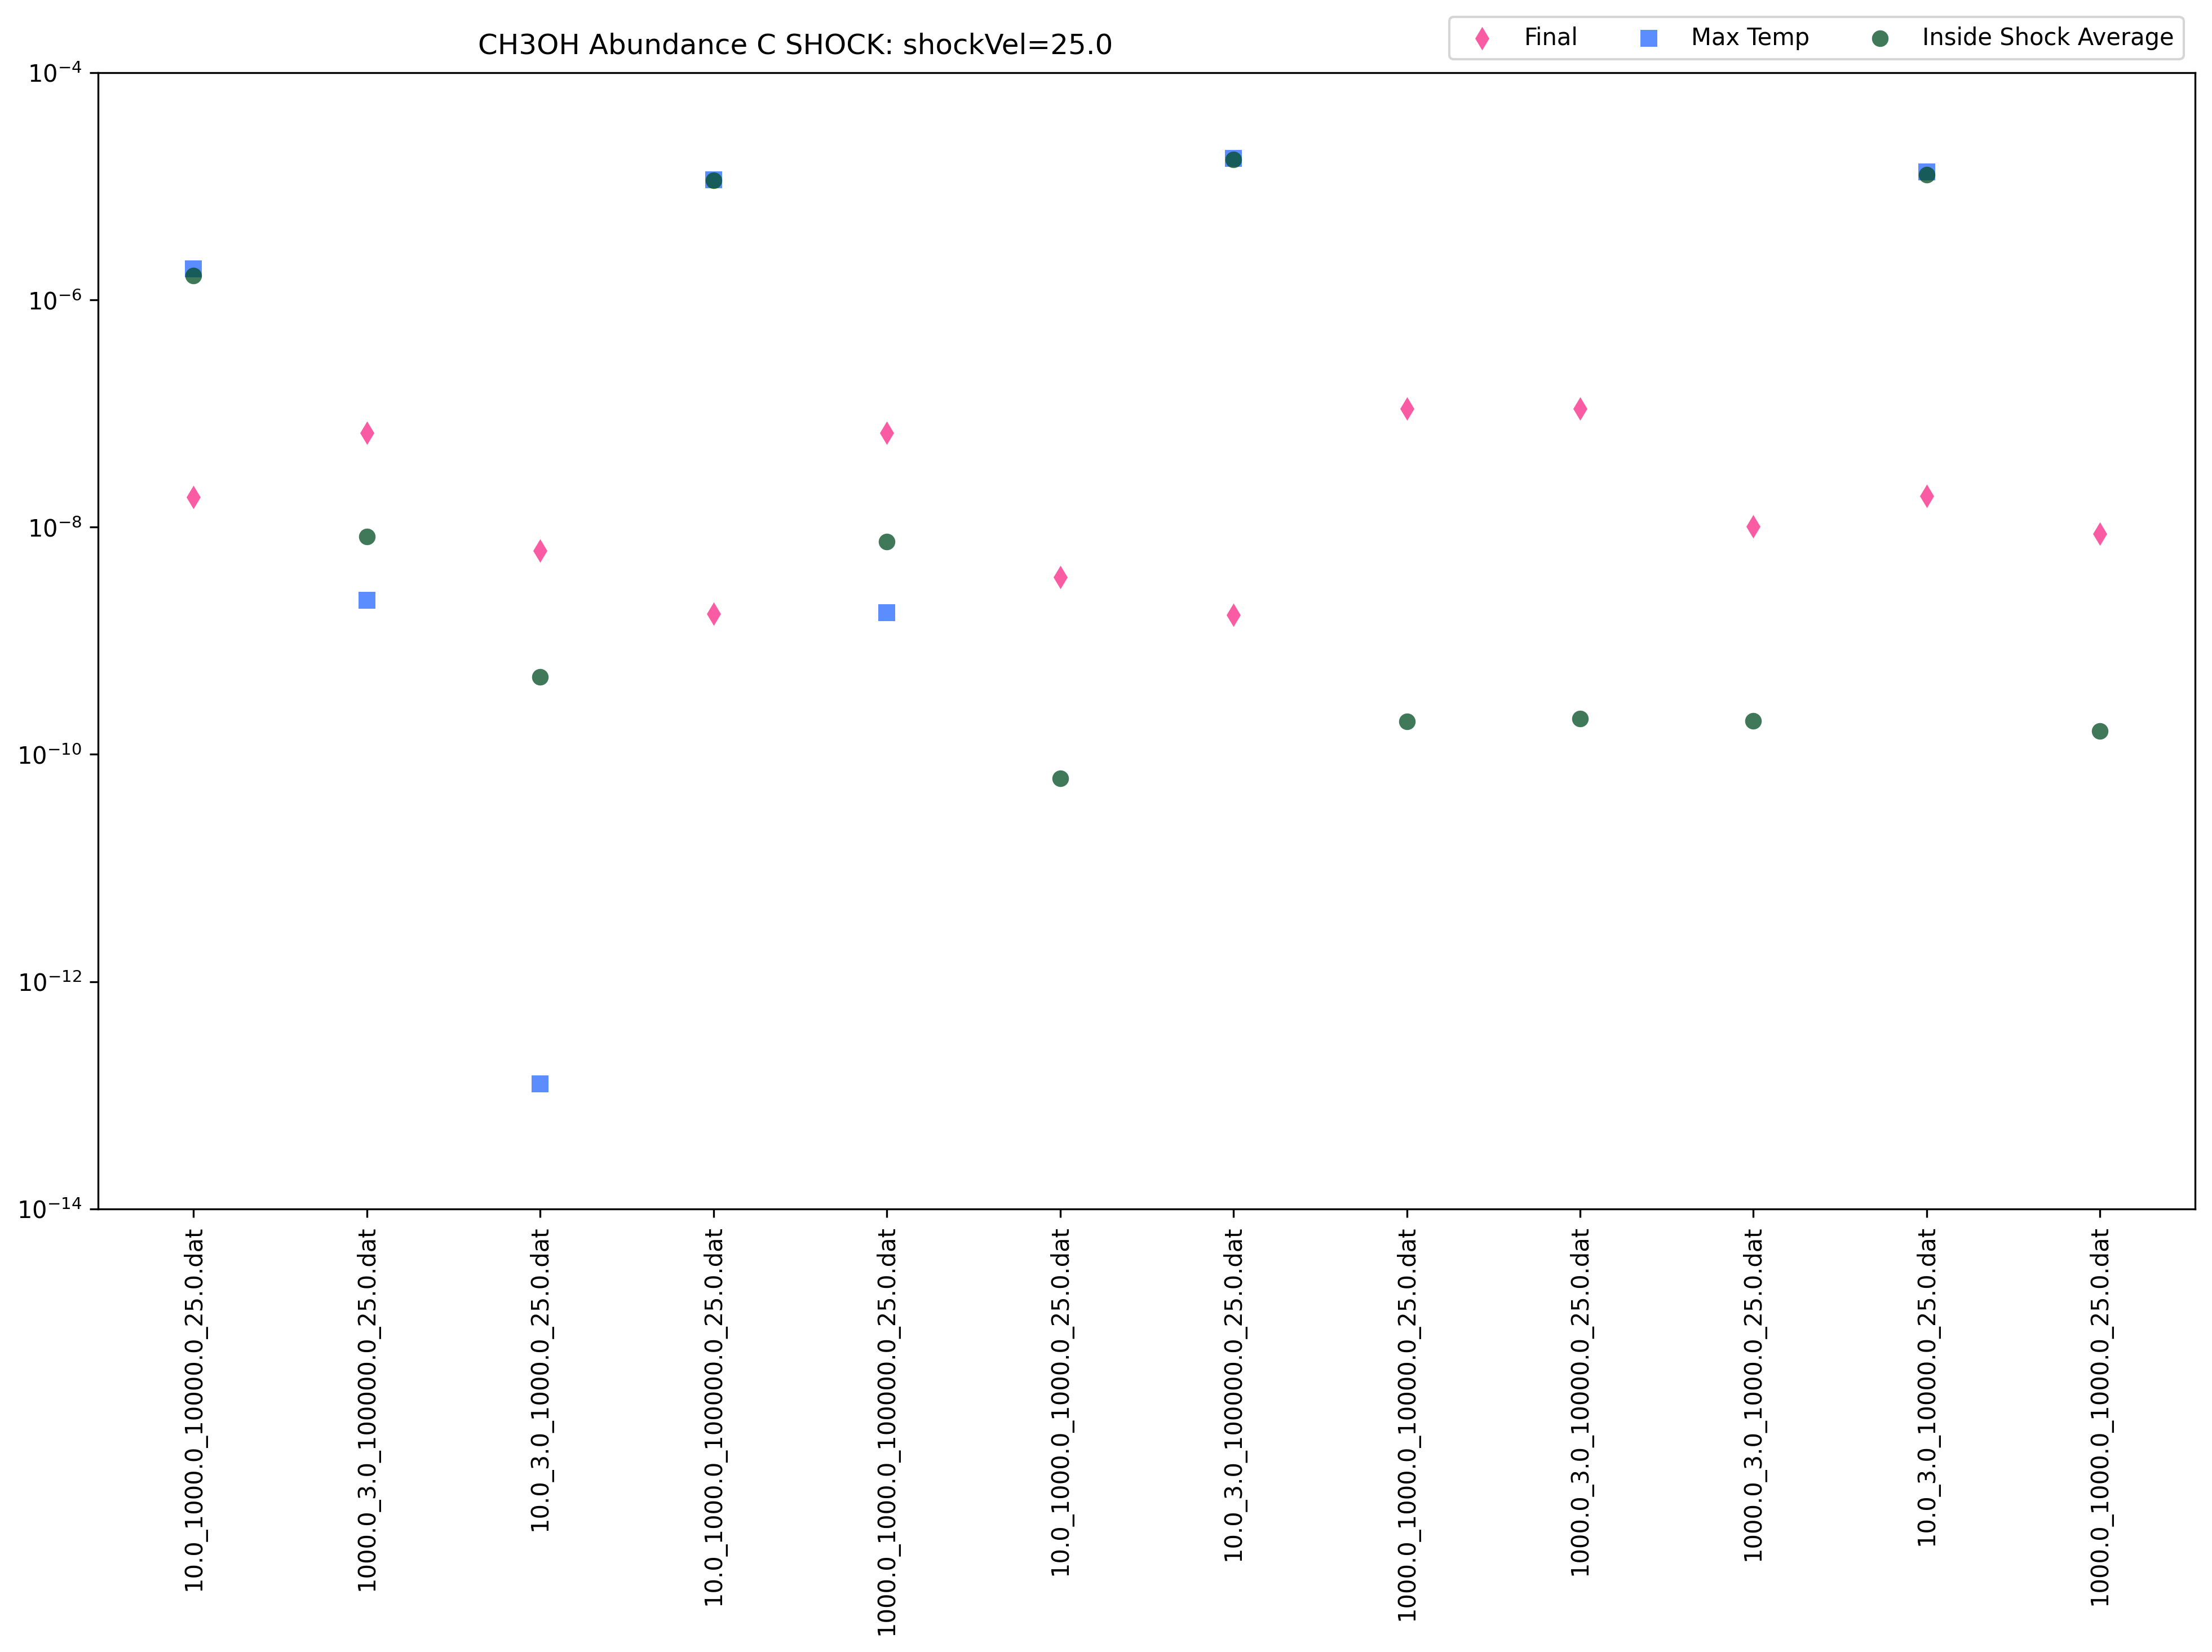 CH3OH Abundance C SHOCK: shockVel=25.0
Final
Max Temp
Inside Shock Average
10⁻⁴
10⁻⁶
10⁻⁸
10⁻¹⁰
10⁻¹²
10⁻¹⁴
10.0_1000.0_10000.0_25.0.dat
1000.0_3.0_100000.0_25.0.dat
10.0_3.0_1000.0_25.0.dat
10.0_1000.0_100000.0_25.0.dat
1000.0_1000.0_100000.0_25.0.dat
10.0_1000.0_1000.0_25.0.dat
10.0_3.0_100000.0_25.0.dat
1000.0_1000.0_10000.0_25.0.dat
1000.0_3.0_10000.0_25.0.dat
1000.0_3.0_1000.0_25.0.dat
10.0_3.0_10000.0_25.0.dat
1000.0_1000.0_1000.0_25.0.dat